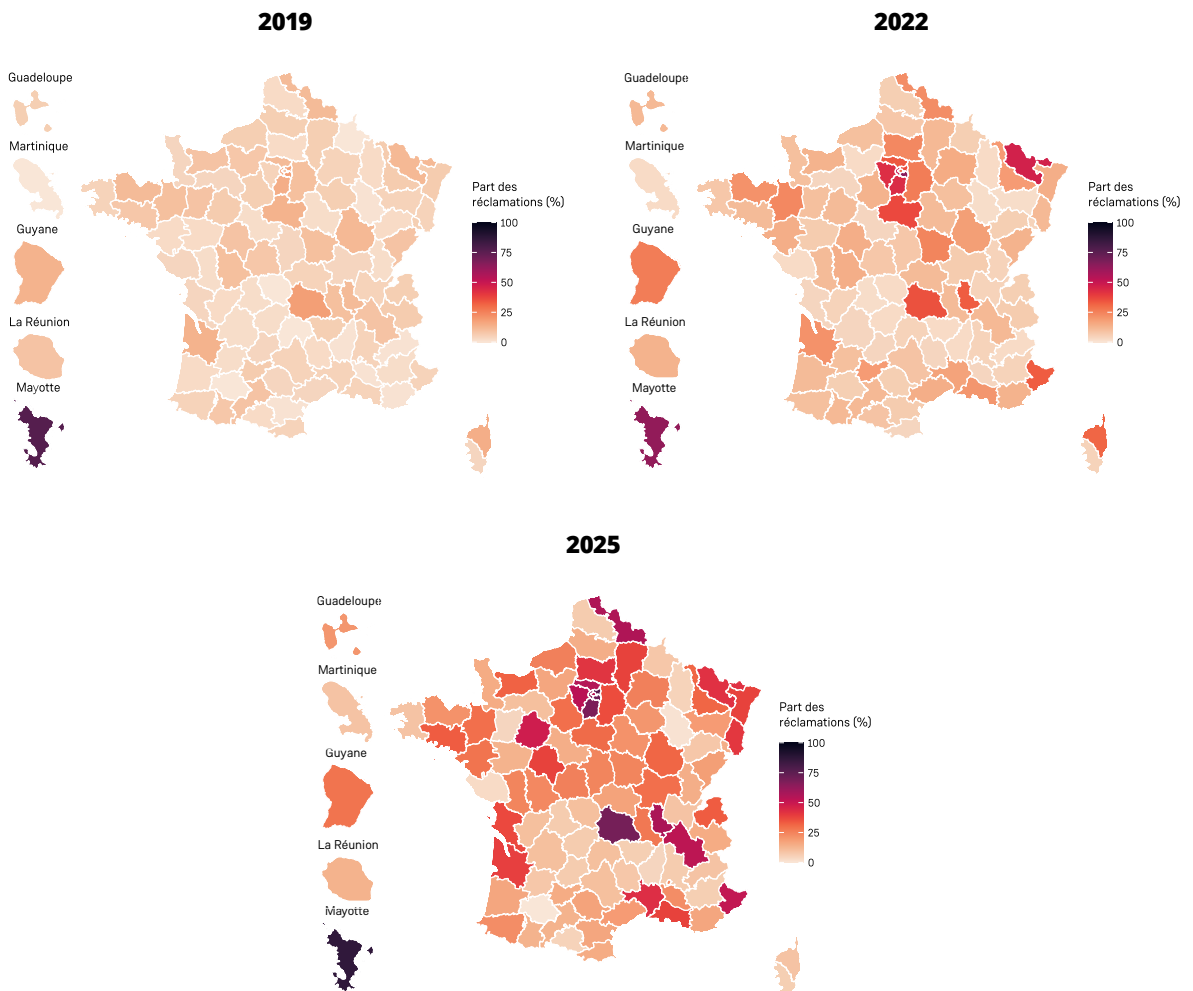 2019
Guadeloupe
Martinique
Guyane
La Réunion
Mayotte
Part des
réclamations (%)
100
75
50
25
0
2022
Guadeloupe
Martinique
Guyane
La Réunion
Mayotte
Part des
réclamations (%)
100
75
50
25
0
2025
Guadeloupe
Martinique
Guyane
La Réunion
Mayotte
Part des
réclamations (%)
100
75
50
25
0